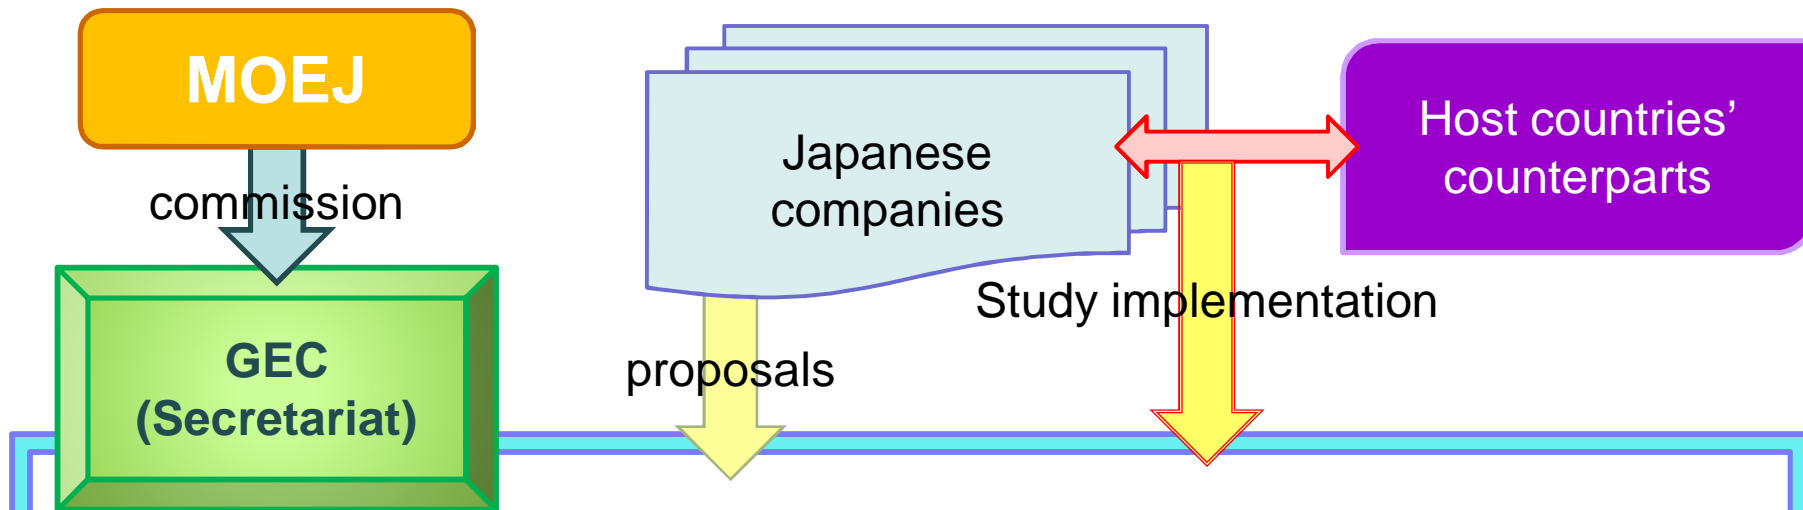 MOEJ
commission
GEC
(Secretariat)
Japanese
companies
Host countries’
counterparts
Study implementation
proposals